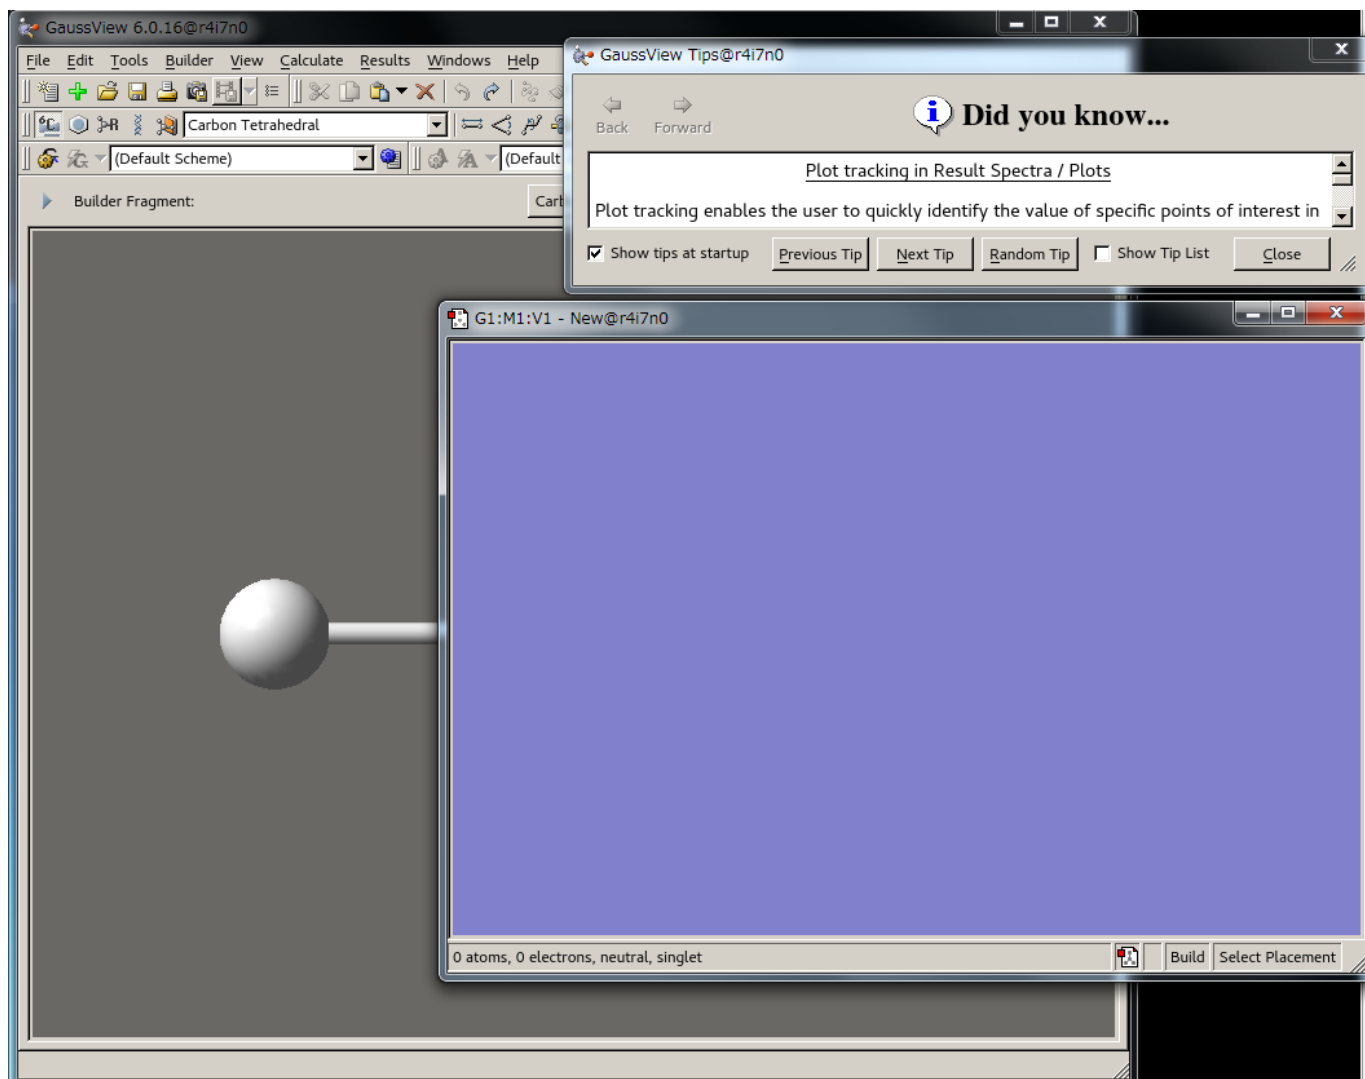 GaussView 6.0.16@r4i7n0
File Edit Tools Builder View Calculate Results Windows Help
Carbon Tetrahedral
(Default Scheme)
(Default
Builder Fragment:
GaussView Tips@r4i7n0
Back Forward
Did you know...
Plot tracking in Result Spectra / Plots
Plot tracking enables the user to quickly identify the value of specific points of interest in
Show tips at startup Previous Tip Next Tip Random Tip Show Tip List Close
G1:M1:V1 - New@r4i7n0
0 atoms, 0 electrons, neutral, singlet
Build Select Placement